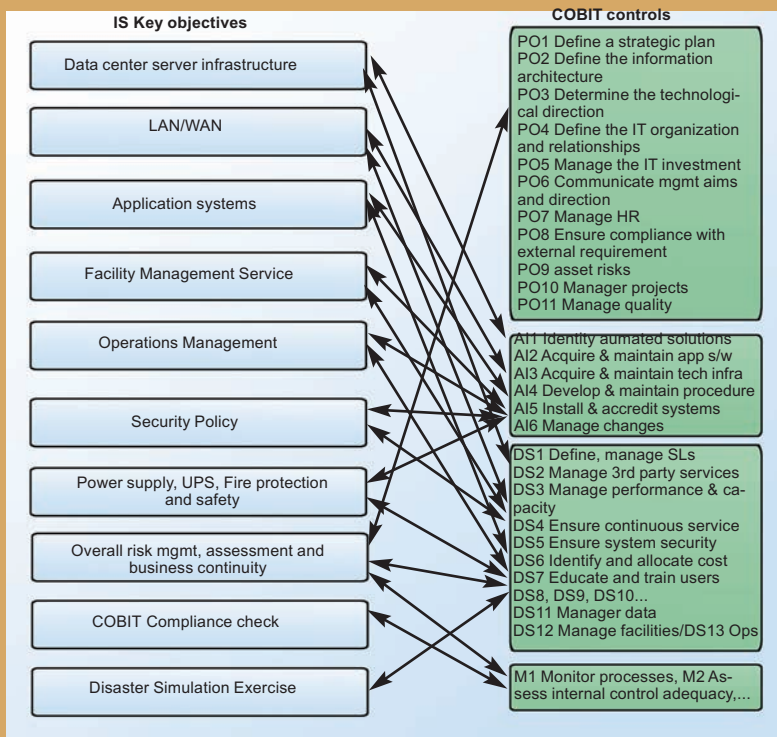 IS Key objectives
Data center server infrastructure
LAN/WAN
Application systems
Facility Management Service
Operations Management
Security Policy
Power supply, UPS, Fire protection
and safety
Overall risk mgmt, assessment and
business continuity
COBIT Compliance check
Disaster Simulation Exercise
COBIT controls
PO1 Define a strategic plan
PO2 Define the information
architecture
PO3 Determine the technologi-
cal direction
PO4 Define the IT organization
and relationships
PO5 Manage the IT investment
PO6 Communicate mgmt aims
and direction
PO7 Manage HR
PO8 Ensure compliance with
external requirement
PO9 asset risks
PO10 Manager projects
PO11 Manage quality
AI1 Identity aumated solutions
AI2 Acquire & maintain app s/w
AI3 Acquire & maintain tech infra
AI4 Develop & maintain procedure
AI5 Install & accredit systems
AI6 Manage changes
DS1 Define, manage SLs
DS2 Manage 3rd party services
DS3 Manage performance & ca-
pacity
DS4 Ensure continuous service
DS5 Ensure system security
DS6 Identify and allocate cost
DS7 Educate and train users
DS8, DS9, DS10...
DS11 Manager data
DS12 Manage facilities/DS13 Ops
M1 Monitor processes, M2 As-
sess internal control adequacy,...